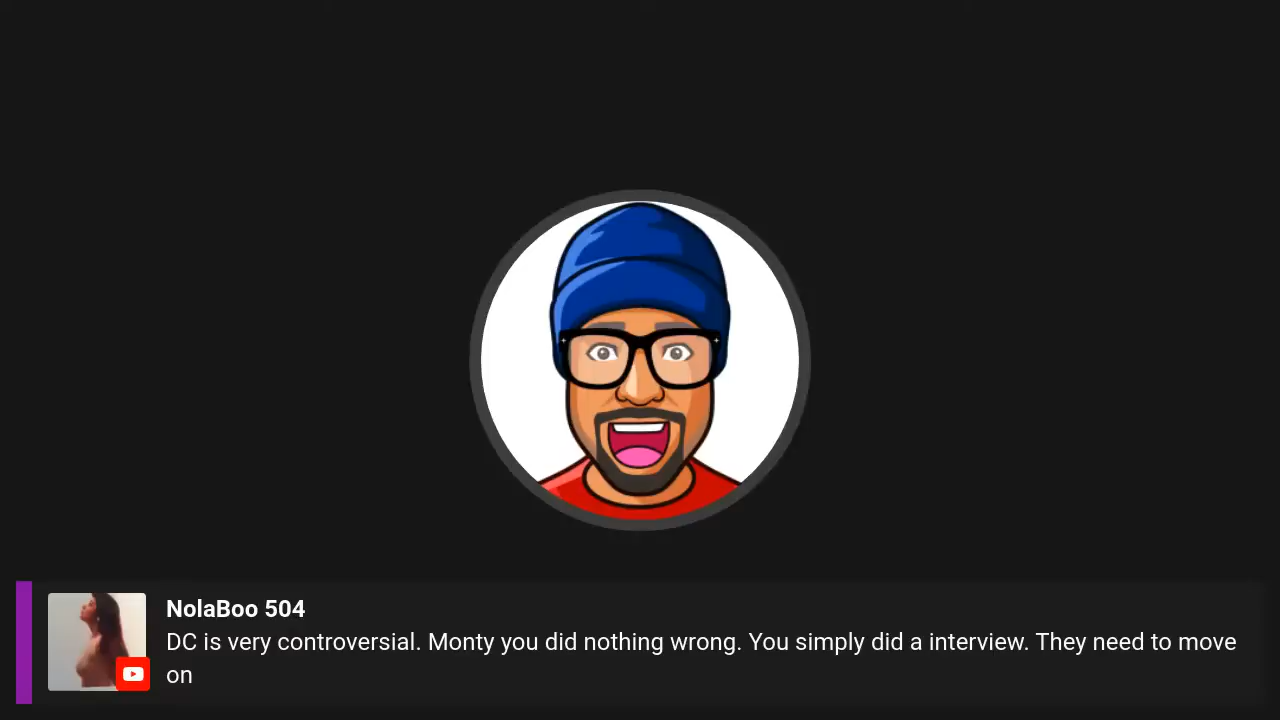 NolaBoo 504
DC is very controversial. Monty you did nothing wrong. You simply did a interview. They need to move
on